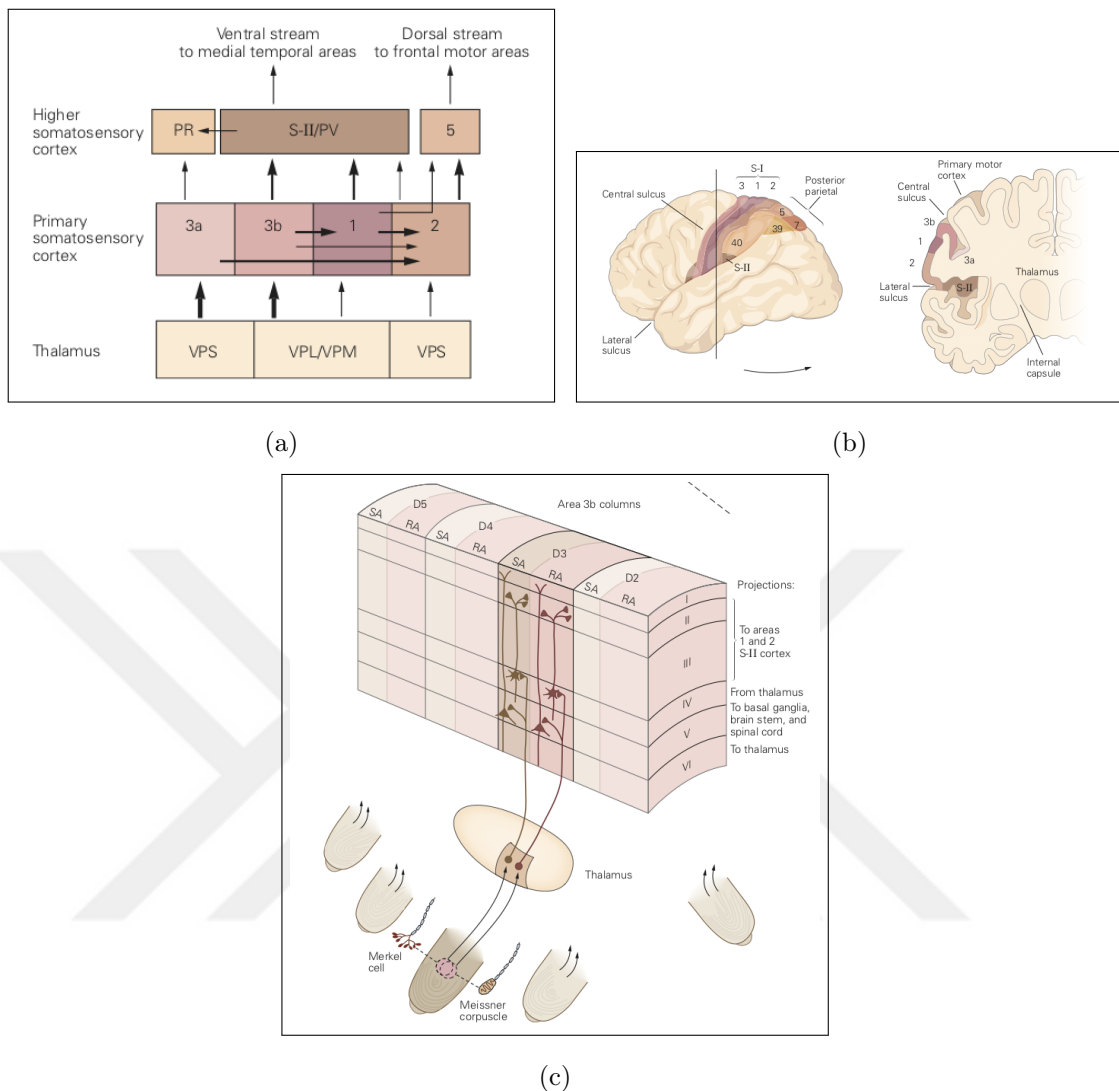 Ventral stream
to medial temporal areas
Dorsal stream
to frontal motor areas
Higher
somatosensory
cortex
PR
S-II/PV
5
Primary
somatosensory
cortex
3a
3b
1
2
Thalamus
VPS
VPL/VPM
VPS
(a)
S-I
3 1 2
Posterior
parietal
Central sulcus
5
7
39
40
S-II
Lateral
sulcus
Primary motor
cortex
Central
sulcus
3b
1
2
3a
Thalamus
Lateral
sulcus
S-II
Internal
capsule
(b)
Area 3b columns
D5
SA
RA
D4
SA
RA
D3
SA
RA
D2
SA
RA
Projections:
I
II
III
IV
V
VI
To areas
1 and 2
S-II cortex
From thalamus
To basal ganglia,
brain stem, and
spinal cord
To thalamus
Thalamus
Merkel
cell
Meissner
corpuscle
(c)